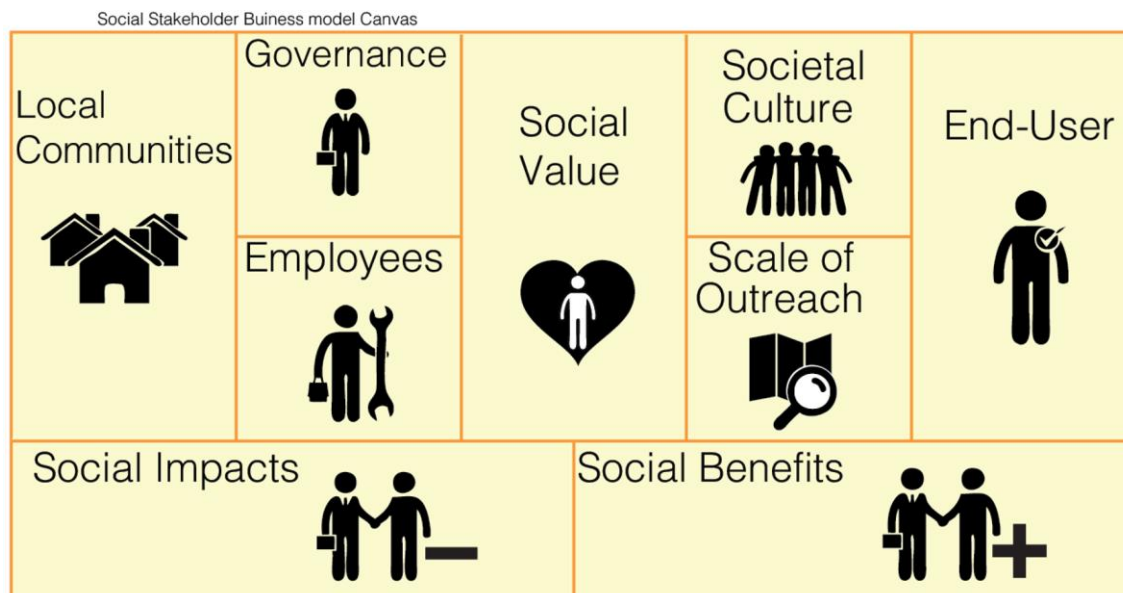 Social Stakeholder Buiness model Canvas
Local
Communities
Governance
Employees
Social
Value
Societal
Culture
Scale of
Outreach
End-User
Social Impacts
Social Benefits